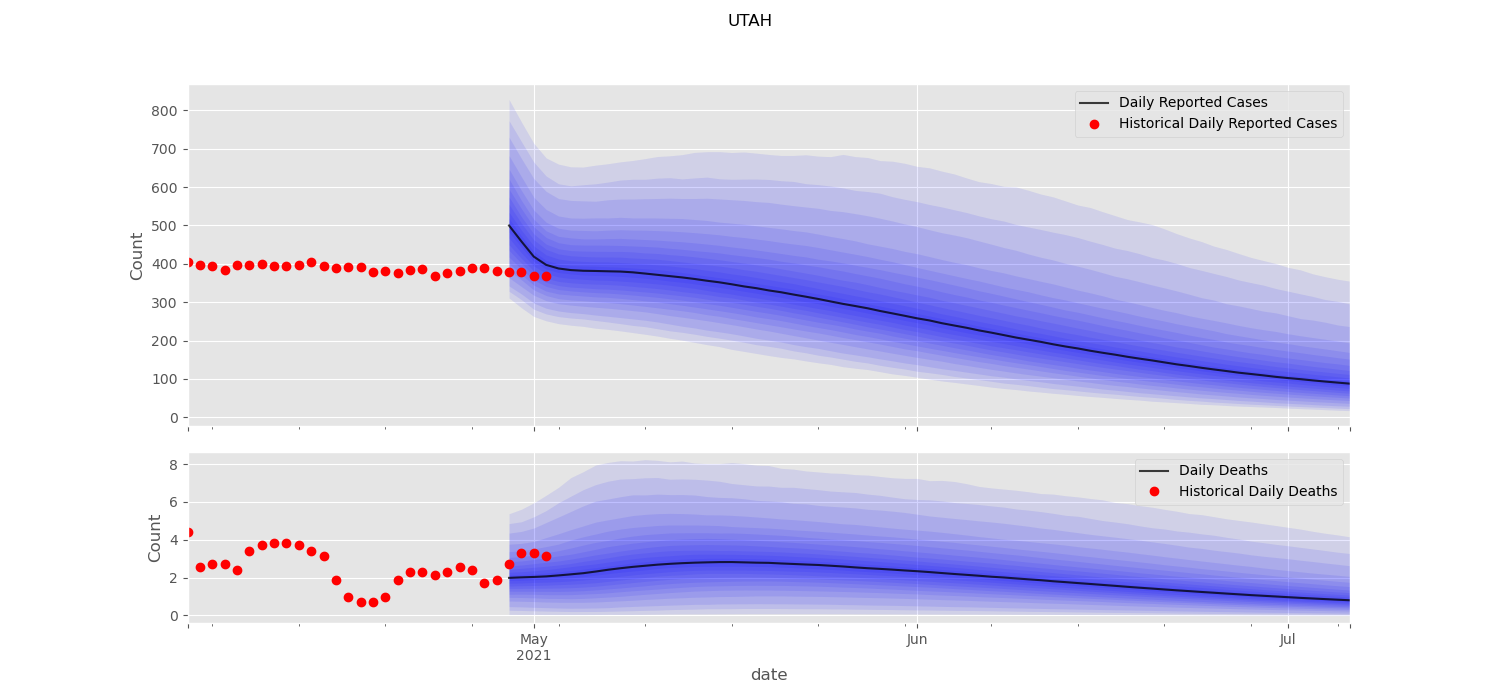 UTAH
Daily Reported Cases
Historical Daily Reported Cases
Count
800
700
600
500
400
300
200
100
0
Daily Deaths
Historical Daily Deaths
Count
8
6
4
2
0
May
2021
Jun
Jul
date